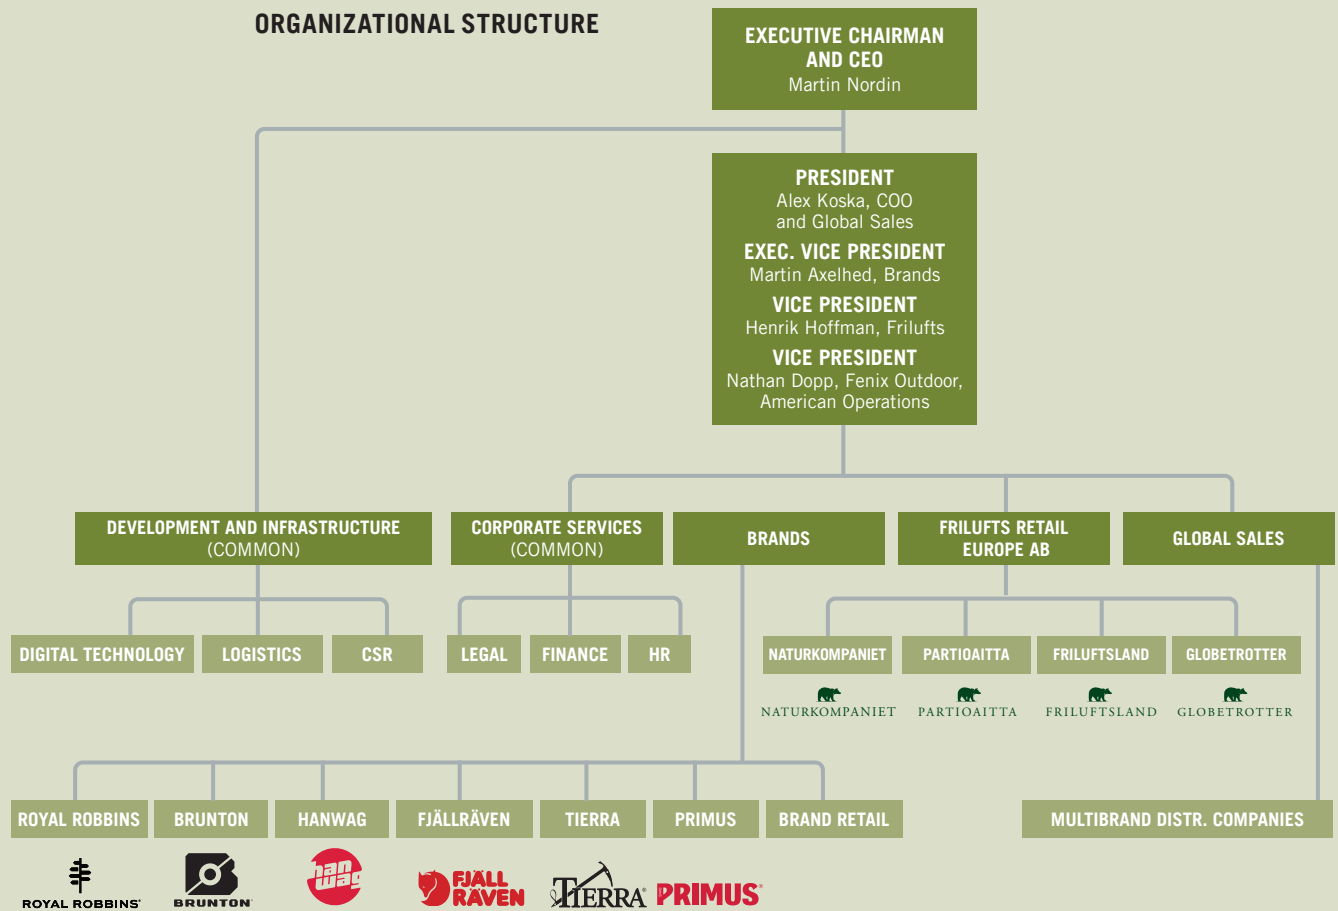 ORGANIZATIONAL STRUCTURE
EXECUTIVE CHAIRMAN
AND CEO
Martin Nordin
PRESIDENT
Alex Koska, COO
and Global Sales
EXEC. VICE PRESIDENT
Martin Axelhed, Brands
VICE PRESIDENT
Henrik Hoffman, Frilufts
VICE PRESIDENT
Nathan Dopp, Fenix Outdoor,
American Operations
DEVELOPMENT AND INFRASTRUCTURE
(COMMON)
CORPORATE SERVICES
(COMMON)
BRANDS
FRILUFTS RETAIL
EUROPE AB
GLOBAL SALES
DIGITAL TECHNOLOGY
LOGISTICS
CSR
LEGAL
FINANCE
HR
NATURKOMPANIET
PARTIOAITTA
FRILUFTSLAND
GLOBETROTTER
NATURKOMPANIET
PARTIOAITTA
FRILUFTSLAND
GLOBETROTTER
ROYAL ROBBINS
BRUNTON
HANWAG
FJÄLLRÄVEN
TIERRA
PRIMUS
BRAND RETAIL
MULTIBRAND DISTR. COMPANIES
ROYAL ROBBINS®
BRUNTON
han
wag
FJÄLL
RÄVEN
TIERRA®
PRIMUS®